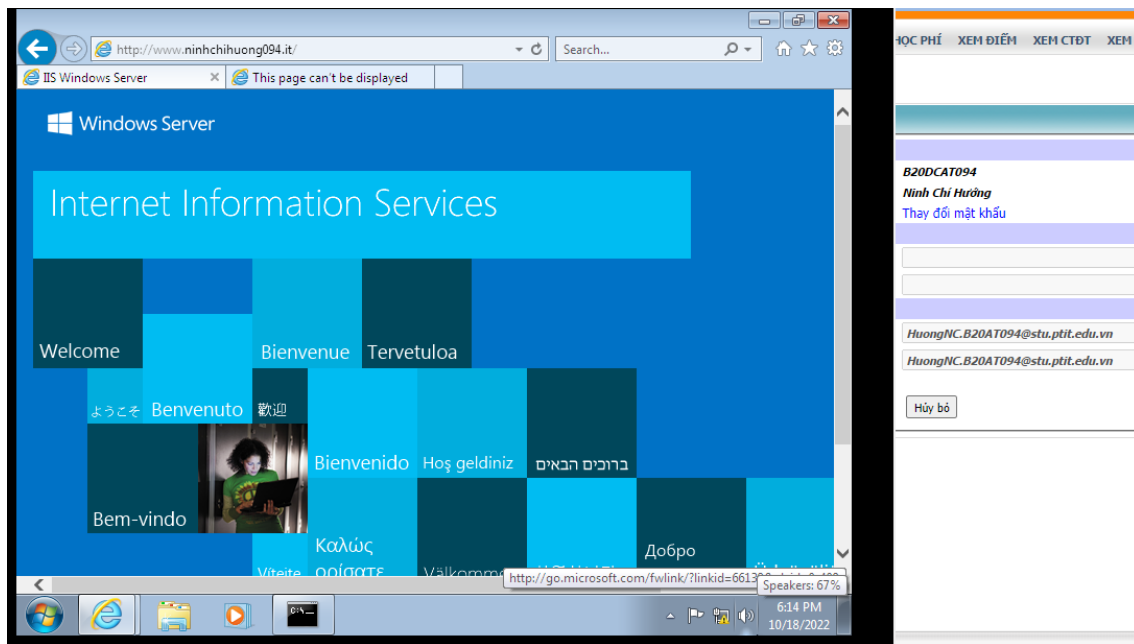 http://www.ninhchihuong094.it/
Search...
IIS Windows Server
This page can't be displayed
Windows Server
Internet Information Services
Welcome
Bienvenue
Tervetuloa
ようこそ
Benvenuto
歡迎
Bienvenido
Hoş geldiniz
ברוכים הבאים
Bem-vindo
Vítejte
Καλώς
ορίσατε
Välkommen
Добро
http://go.microsoft.com/fwlink/?linkid=6613
Speakers: 67%
6:14 PM
10/18/2022
HỌC PHÍ XEM ĐIỂM XEM CTĐT XEM
B20DCAT094
Ninh Chí Hướng
Thay đổi mật khẩu
HuongNC.B20AT094@stu.ptit.edu.vn
HuongNC.B20AT094@stu.ptit.edu.vn
Hủy bỏ